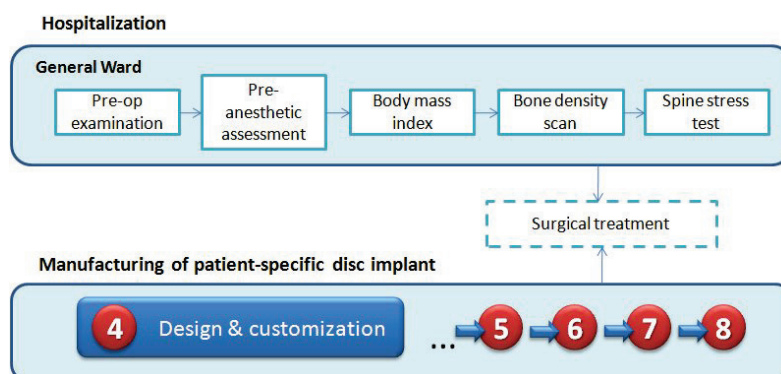 Hospitalization
General Ward
Pre-op
examination
Pre-
anesthetic
assessment
Body mass
index
Bone density
scan
Spine stress
test
Surgical treatment
Manufacturing of patient-specific disc implant
4 Design & customization ... 5 6 7 8